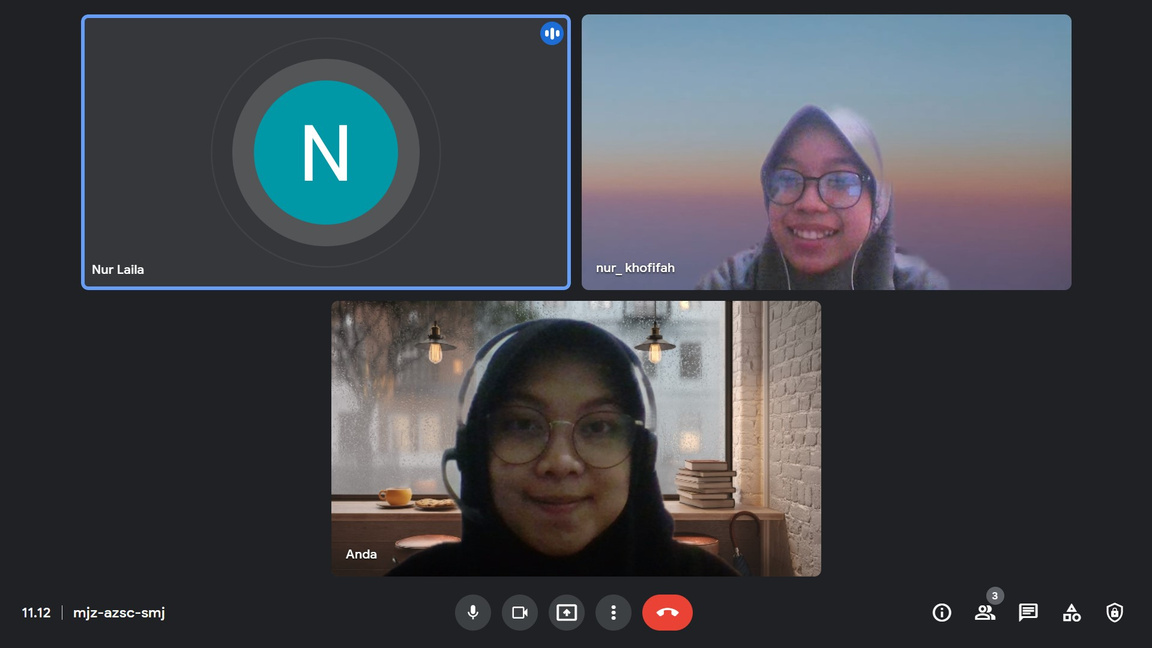 N
Nur Laila
nur_ khofifah
Anda
3
11.12 | mjz-azsc-smj